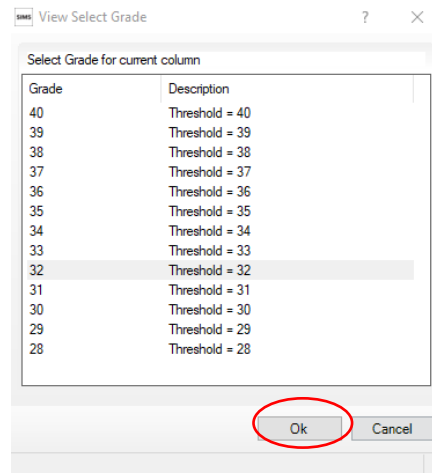 SIMS View Select Grade ? ×
Select Grade for current column
Grade Description
40 Threshold = 40
39 Threshold = 39
38 Threshold = 38
37 Threshold = 37
36 Threshold = 36
35 Threshold = 35
34 Threshold = 34
33 Threshold = 33
32 Threshold = 32
31 Threshold = 31
30 Threshold = 30
29 Threshold = 29
28 Threshold = 28
Ok Cancel